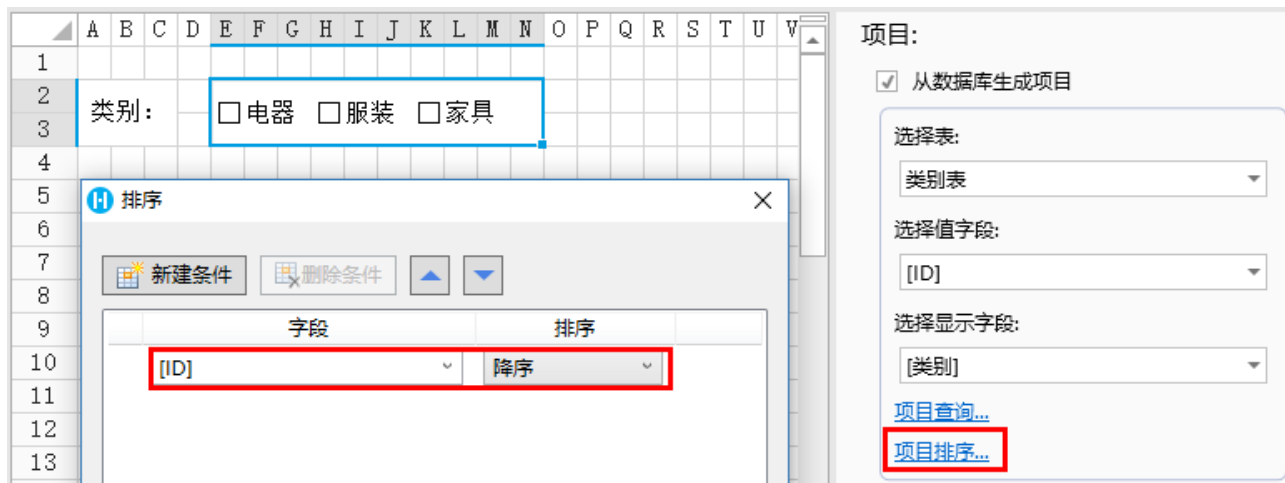 A B C D E F G H I J K L M N O P Q R S T U V
1
2
3
类别： 电器 服装 家具
4
5
6
7
8
9
10
11
12
13
排序
新建条件 删除条件
字段 排序
[ID] 降序
项目:
从数据库生成项目
选择表:
类别表
选择值字段:
[ID]
选择显示字段:
[类别]
项目查询...
项目排序...